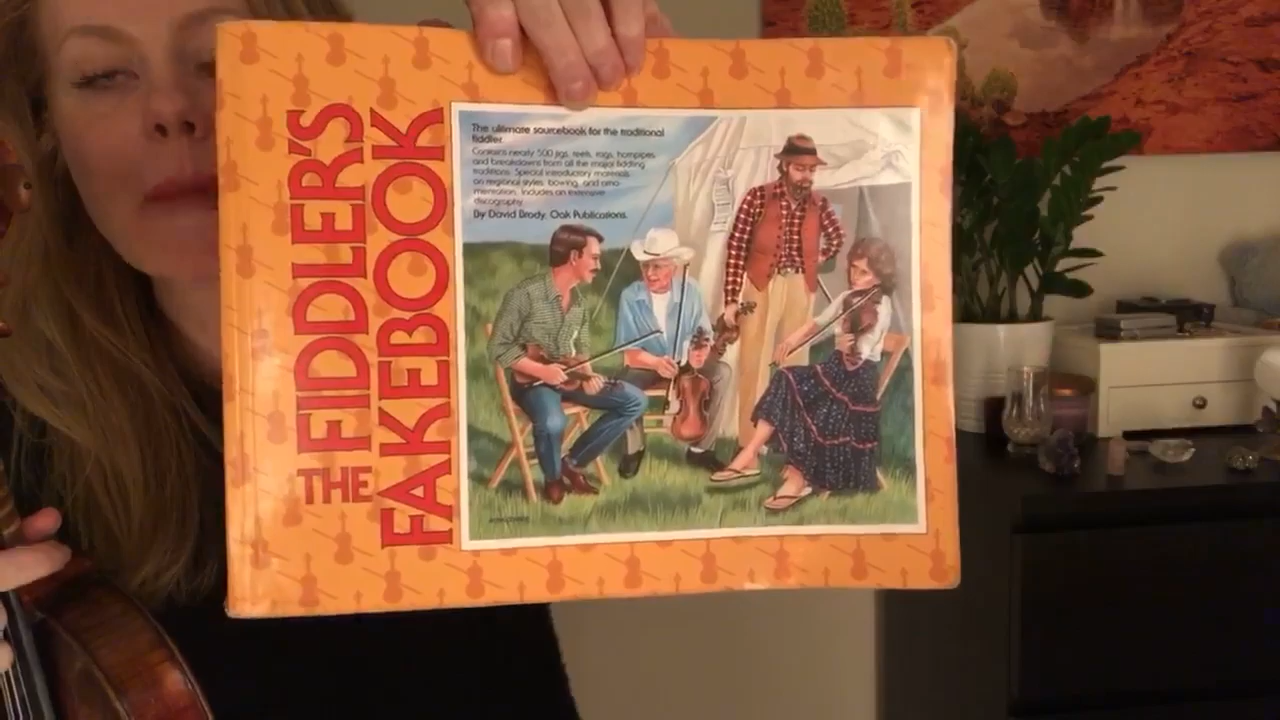 THE FIDDLER'S
FAKEBOOK
The ultimate sourcebook for the traditional
fiddler.
Contains nearly 500 jigs, reels, rags, hornpipes
and breakdowns from all the major fiddling
traditions. Special introductory materials
on regional styles, bowing, and orna-
mentation. Includes an extensive
discography.
By David Brody. Oak Publications.